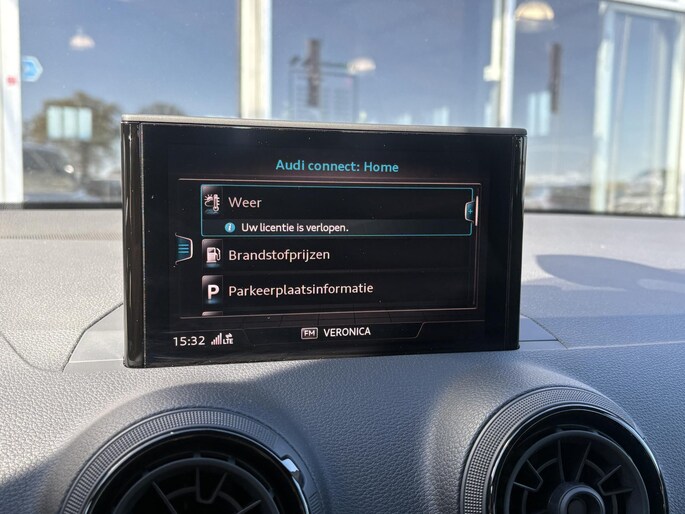 Audi connect: Home
Weer
Uw licentie is verlopen.
Brandstofprijzen
P Parkeerplaatsinformatie
15:32 LTE FM VERONICA